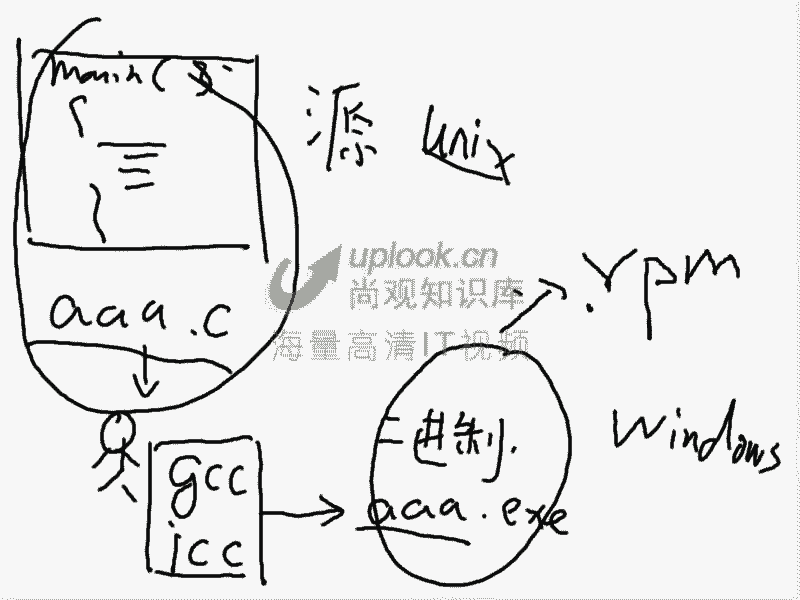 main( )
{
}
源 unix
aaa.c
uplook.cn
尚观知识库
海量高清IT视频
.rpm
二进制.
windows
gcc
icc
aaa.exe